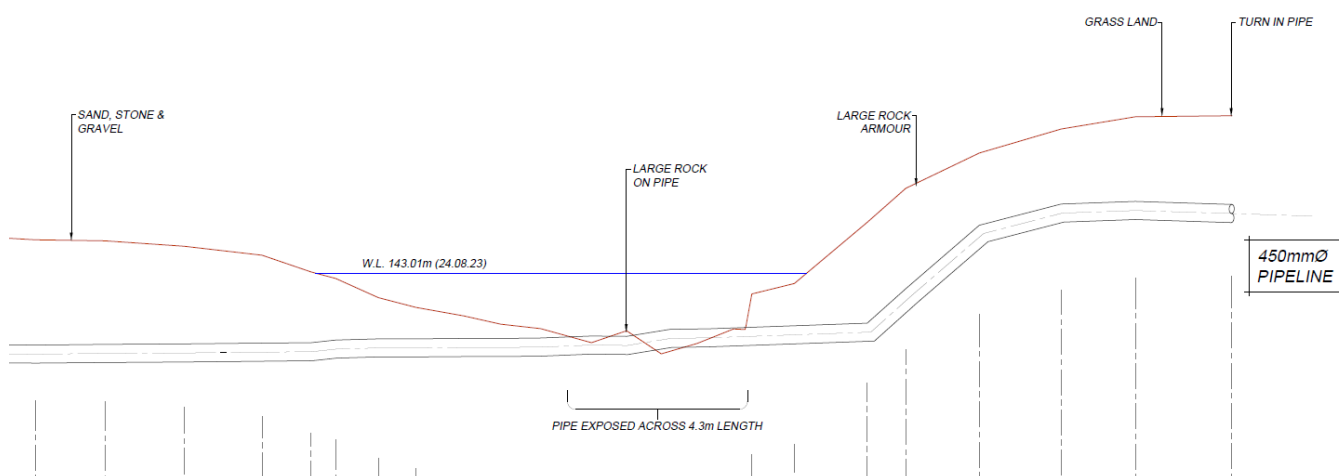 GRASS LAND
TURN IN PIPE
SAND, STONE &
GRAVEL
LARGE ROCK
ARMOUR
LARGE ROCK
ON PIPE
W.L. 143.01m (24.08.23)
450mmØ
PIPELINE
PIPE EXPOSED ACROSS 4.3m LENGTH